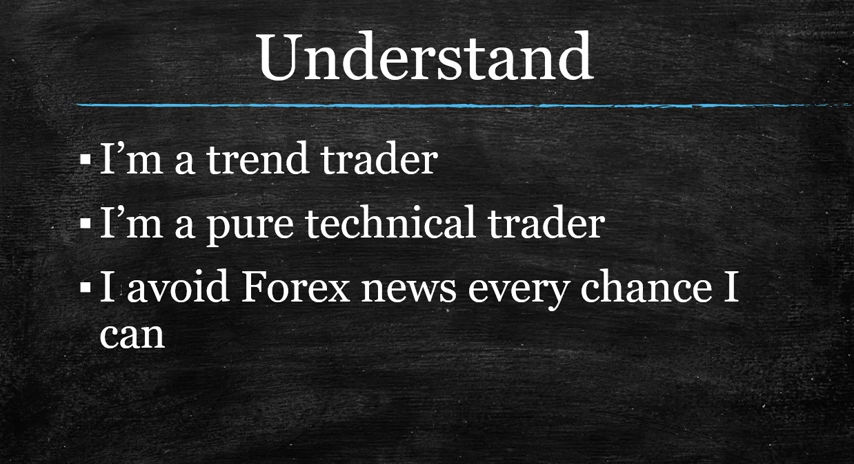 Understand
▪ I’m a trend trader
▪ I’m a pure technical trader
▪ I avoid Forex news every chance I
can